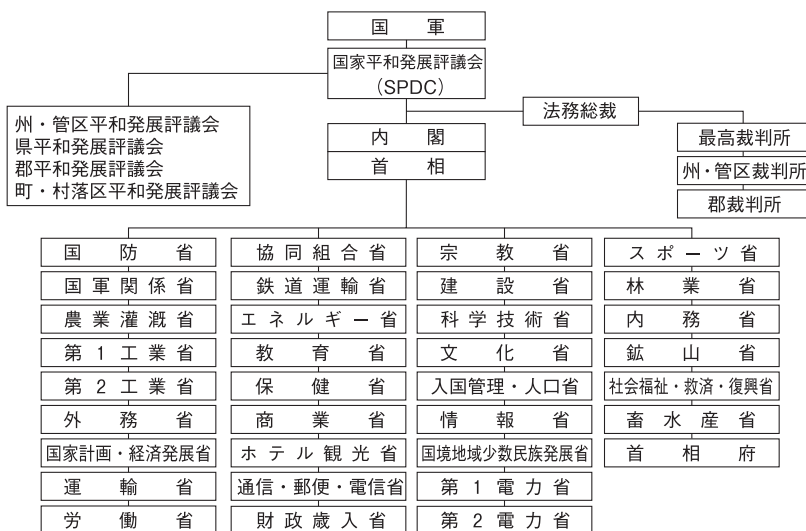 国軍
国家平和発展評議会
（SPDC）
法務総裁
州・管区平和発展評議会
県平和発展評議会
郡平和発展評議会
町・村落区平和発展評議会
内閣
首相
最高裁判所
州・管区裁判所
郡裁判所
国防省
国軍関係省
農業灌漑省
第1工業省
第2工業省
外務省
国家計画・経済発展省
運輸省
労働省
協同組合省
鉄道運輸省
エネルギー省
教育省
保健省
商業省
ホテル観光省
通信・郵便・電信省
財政歳入省
宗教省
建設省
科学技術省
文化省
入国管理・人口省
情報省
国境地域少数民族発展省
第1電力省
第2電力省
スポーツ省
林業省
内務省
鉱山省
社会福祉・救済・復興省
畜水産省
首相府